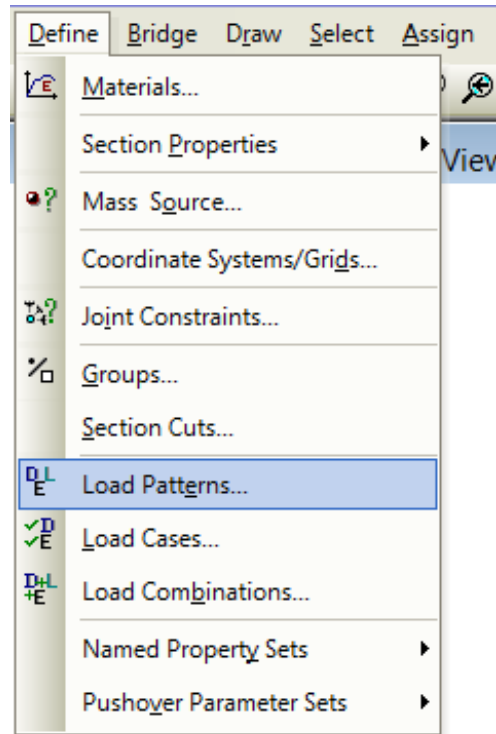 Define Bridge Draw Select Assign
Materials...
Section Properties
View
Mass Source...
Coordinate Systems/Grids...
Joint Constraints...
Groups...
Section Cuts...
Load Patterns...
Load Cases...
Load Combinations...
Named Property Sets
Pushover Parameter Sets